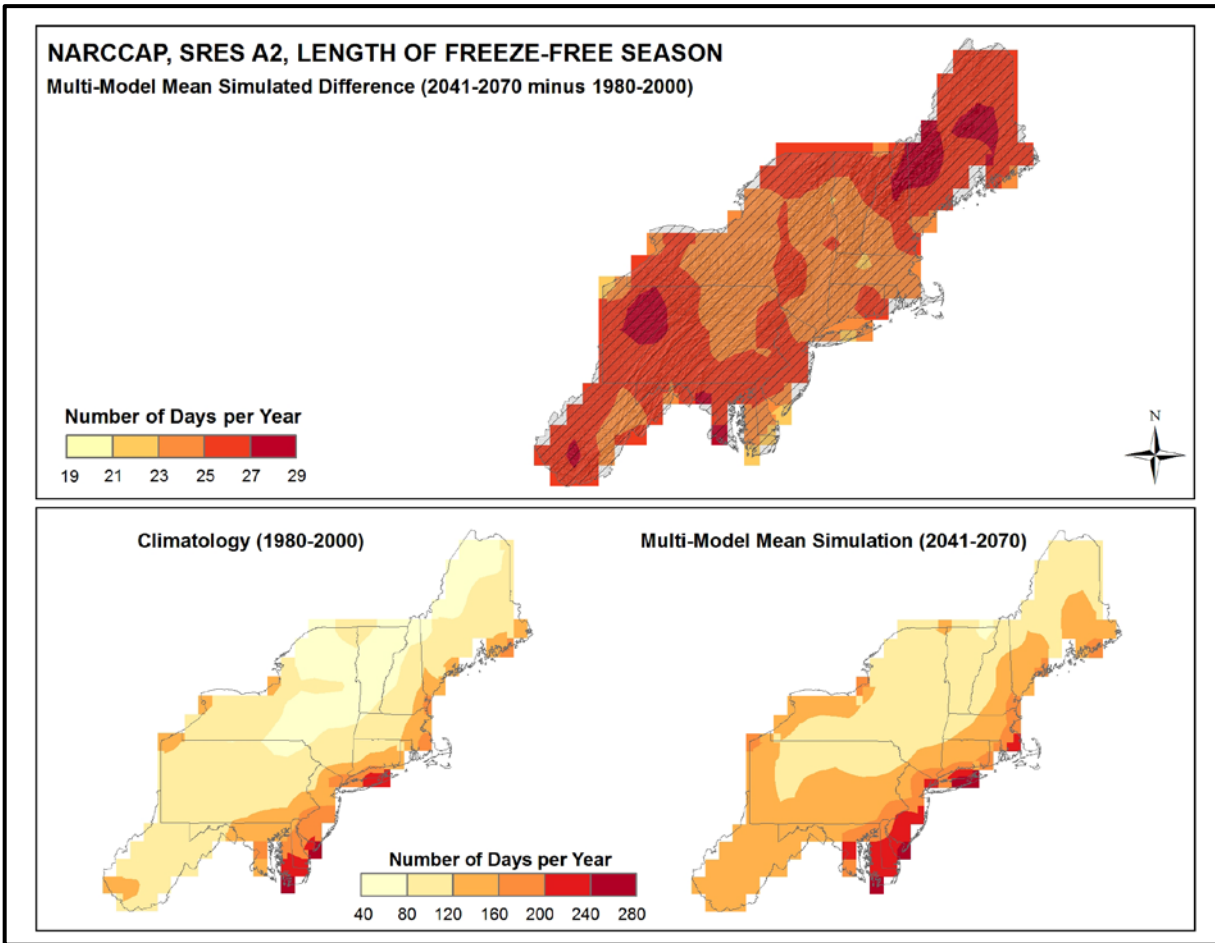 NARCCAP, SRES A2, LENGTH OF FREEZE-FREE SEASON
Multi-Model Mean Simulated Difference (2041-2070 minus 1980-2000)
Number of Days per Year
19 21 23 25 27 29
N
Climatology (1980-2000)
Multi-Model Mean Simulation (2041-2070)
Number of Days per Year
40 80 120 160 200 240 280